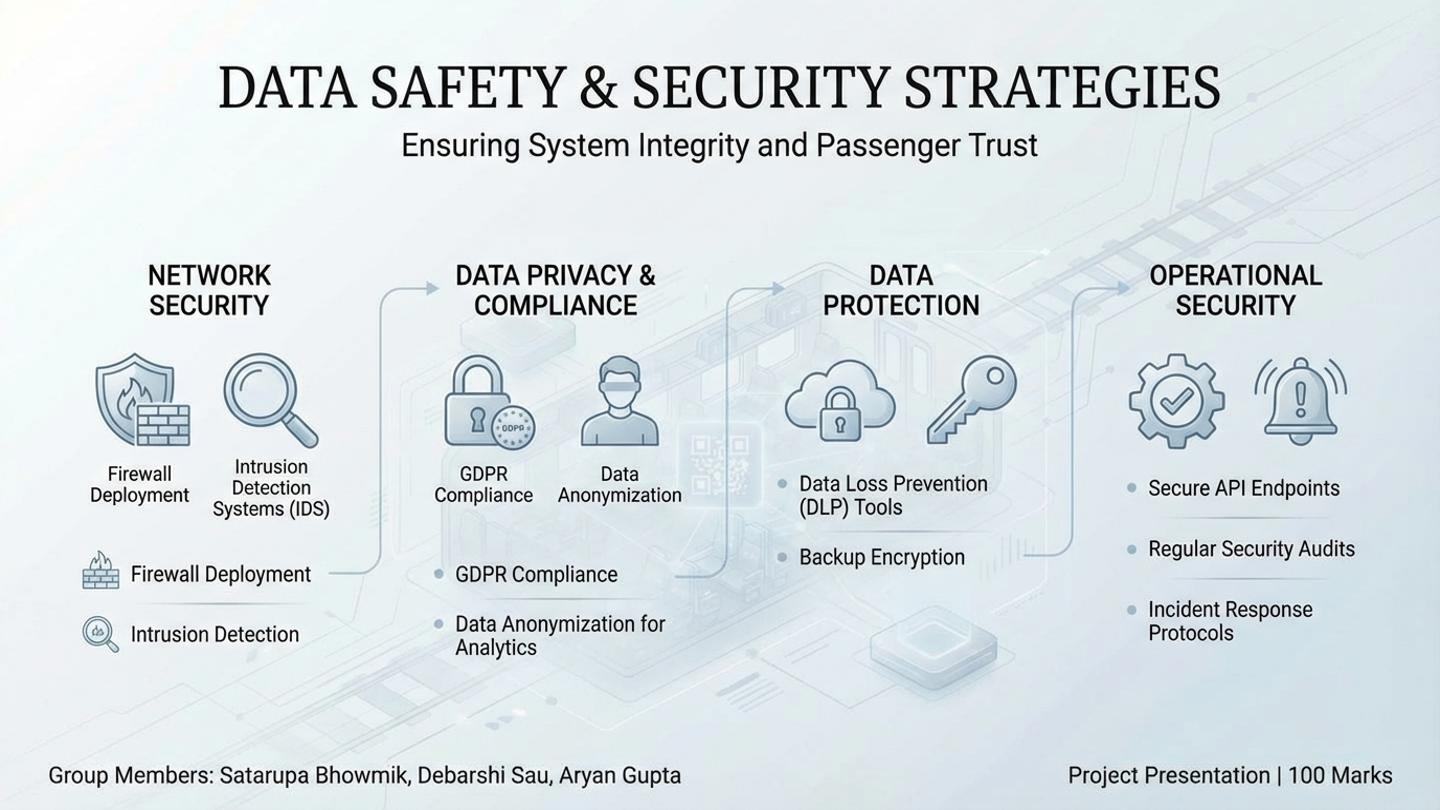 DATA SAFETY & SECURITY STRATEGIES
Ensuring System Integrity and Passenger Trust
NETWORK
SECURITY
Firewall
Deployment
Intrusion
Detection
Systems (IDS)
Firewall Deployment
Intrusion Detection
DATA PRIVACY &
COMPLIANCE
GDPR
GDPR
Compliance
Data
Anonymization
GDPR Compliance
Data Anonymization for
Analytics
DATA
PROTECTION
Data Loss Prevention
(DLP) Tools
Backup Encryption
OPERATIONAL
SECURITY
Secure API Endpoints
Regular Security Audits
Incident Response
Protocols
Group Members: Satarupa Bhowmik, Debarshi Sau, Aryan Gupta
Project Presentation | 100 Marks